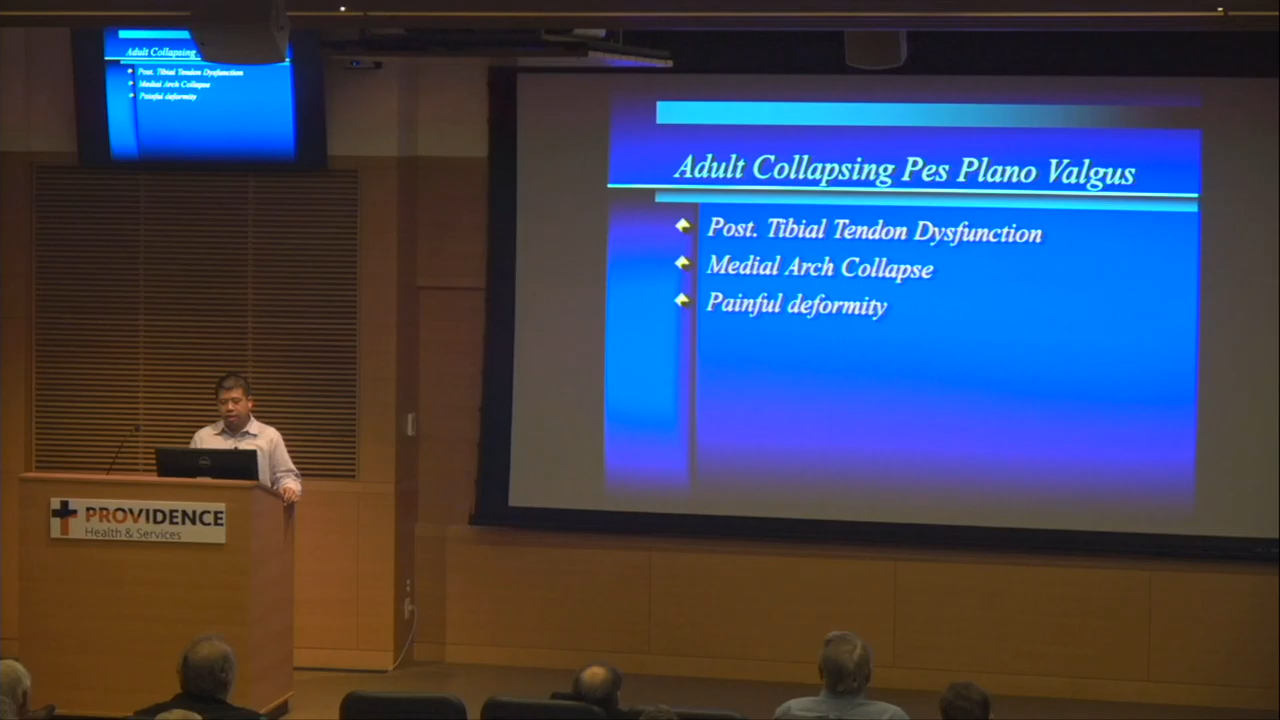 Adult Collapsing
Post. Tibial Tendon Dysfunction
Medial Arch Collapse
Painful deformity
Adult Collapsing Pes Plano Valgus
Post. Tibial Tendon Dysfunction
Medial Arch Collapse
Painful deformity
PROVIDENCE
Health & Services